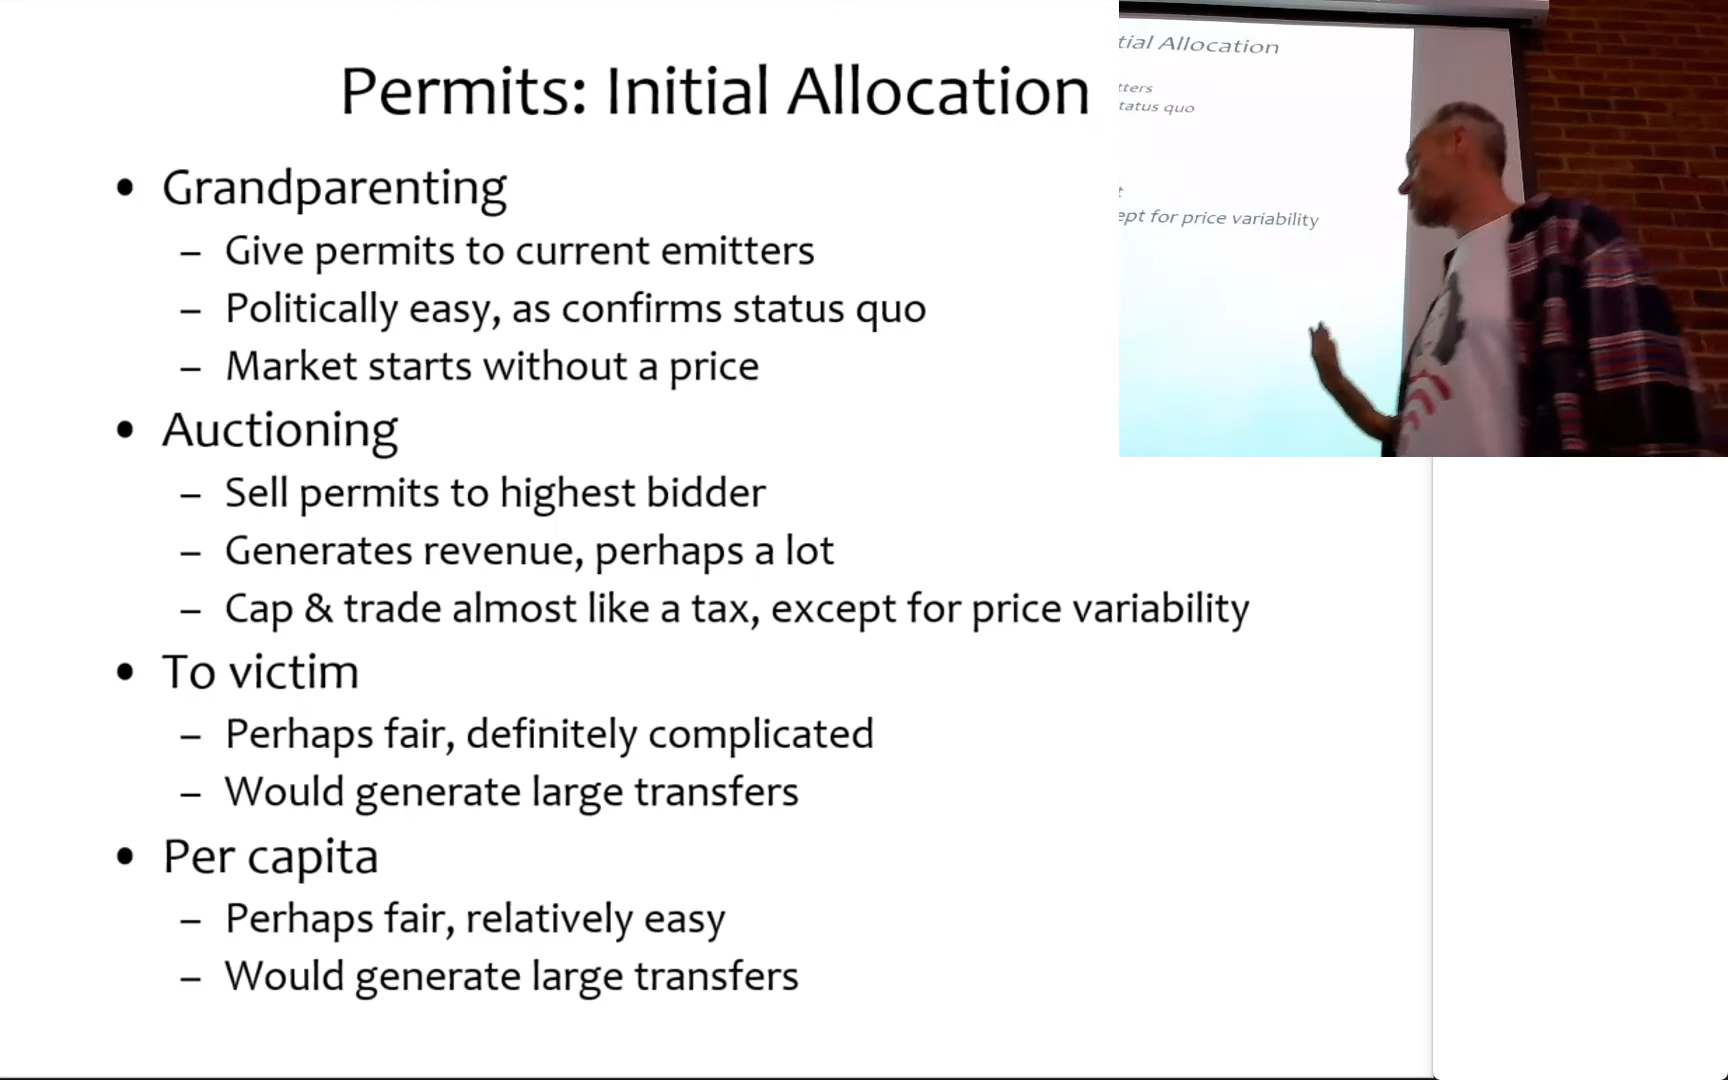 Permits: Initial Allocation
• Grandparenting
– Give permits to current emitters
– Politically easy, as confirms status quo
– Market starts without a price
• Auctioning
– Sell permits to highest bidder
– Generates revenue, perhaps a lot
– Cap & trade almost like a tax, except for price variability
• To victim
– Perhaps fair, definitely complicated
– Would generate large transfers
• Per capita
– Perhaps fair, relatively easy
– Would generate large transfers
tial Allocation
tters
tatus quo
t
ept for price variability